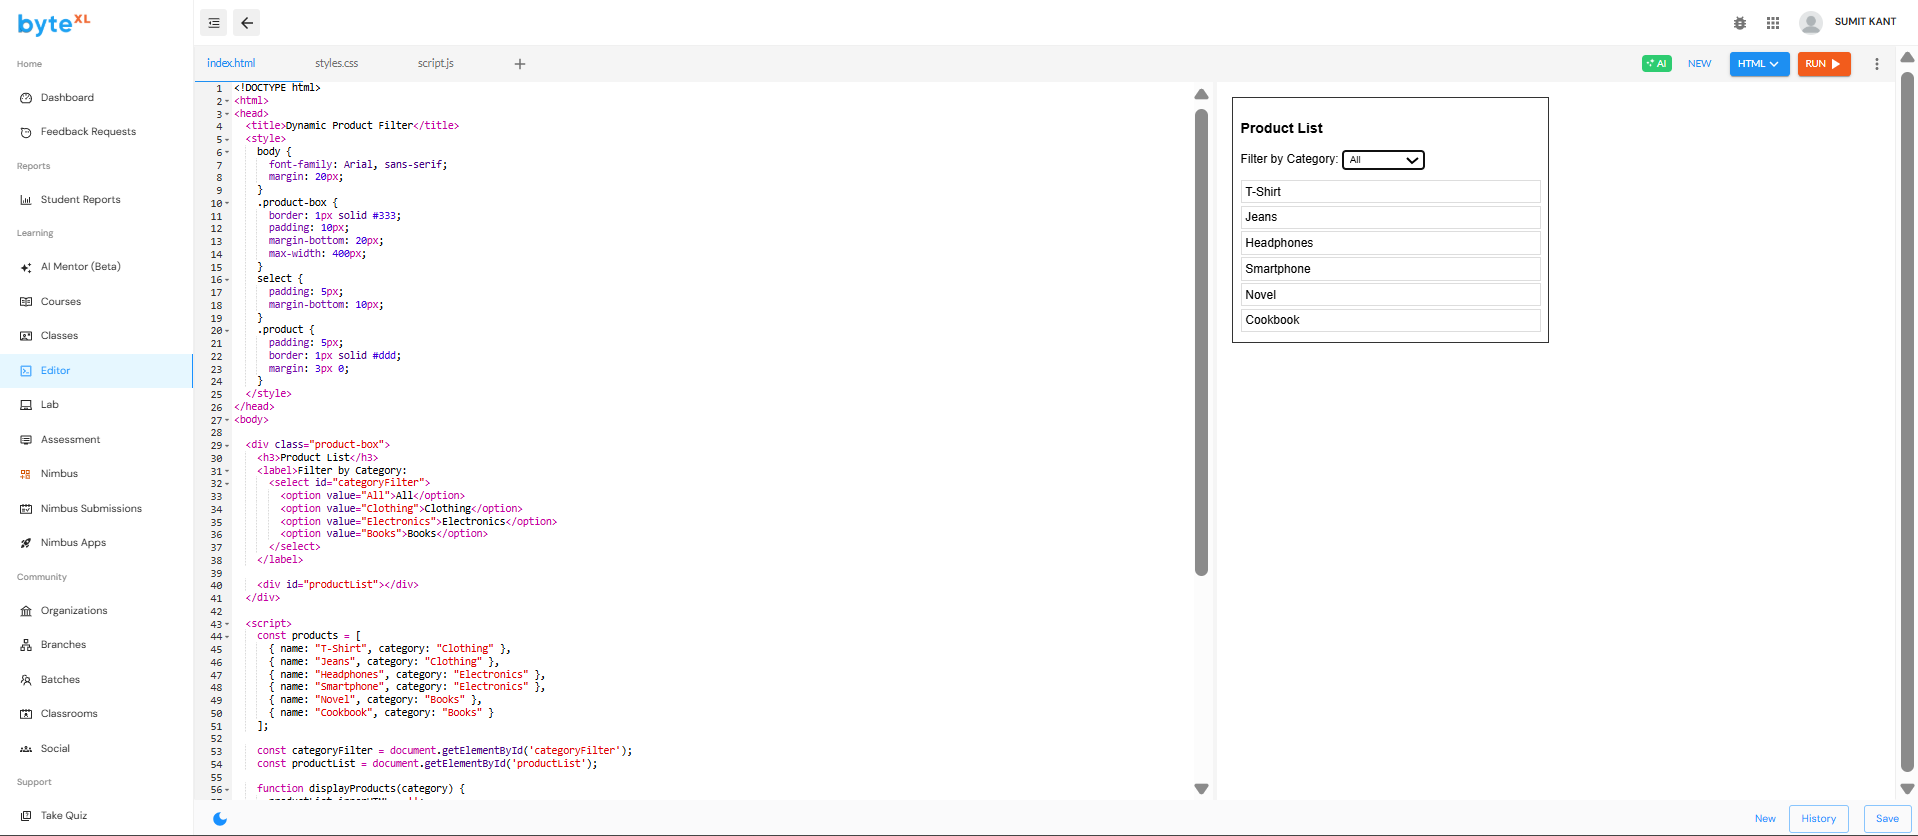 byteXL
SUMIT KANT
Home
Dashboard
Feedback Requests
Reports
Student Reports
Learning
AI Mentor (Beta)
Courses
Classes
Editor
Lab
Assessment
Nimbus
Nimbus Submissions
Nimbus Apps
Community
Organizations
Branches
Batches
Classrooms
Social
Support
Take Quiz
index.html styles.css script.js +
AI NEW HTML RUN
1 <!DOCTYPE html>
2 <html>
3 <head>
4 <title>Dynamic Product Filter</title>
5 <style>
6 body {
7 font-family: Arial, sans-serif;
8 margin: 20px;
9 }
10 .product-box {
11 border: 1px solid #333;
12 padding: 10px;
13 margin-bottom: 20px;
14 max-width: 400px;
15 }
16 select {
17 padding: 5px;
18 margin-bottom: 10px;
19 }
20 .product {
21 padding: 5px;
22 border: 1px solid #ddd;
23 margin: 3px 0;
24 }
25 </style>
26 </head>
27 <body>
28
29 <div class="product-box">
30 <h3>Product List</h3>
31 <label>Filter by Category:
32 <select id="categoryFilter">
33 <option value="All">All</option>
34 <option value="Clothing">Clothing</option>
35 <option value="Electronics">Electronics</option>
36 <option value="Books">Books</option>
37 </select>
38 </label>
39
40 <div id="productList"></div>
41 </div>
42
43 <script>
44 const products = [
45 { name: "T-Shirt", category: "Clothing" },
46 { name: "Jeans", category: "Clothing" },
47 { name: "Headphones", category: "Electronics" },
48 { name: "Smartphone", category: "Electronics" },
49 { name: "Novel", category: "Books" },
50 { name: "Cookbook", category: "Books" }
51 ];
52
53 const categoryFilter = document.getElementById('categoryFilter');
54 const productList = document.getElementById('productList');
55
56 function displayProducts(category) {
Product List
Filter by Category: All
T-Shirt
Jeans
Headphones
Smartphone
Novel
Cookbook
New History Save